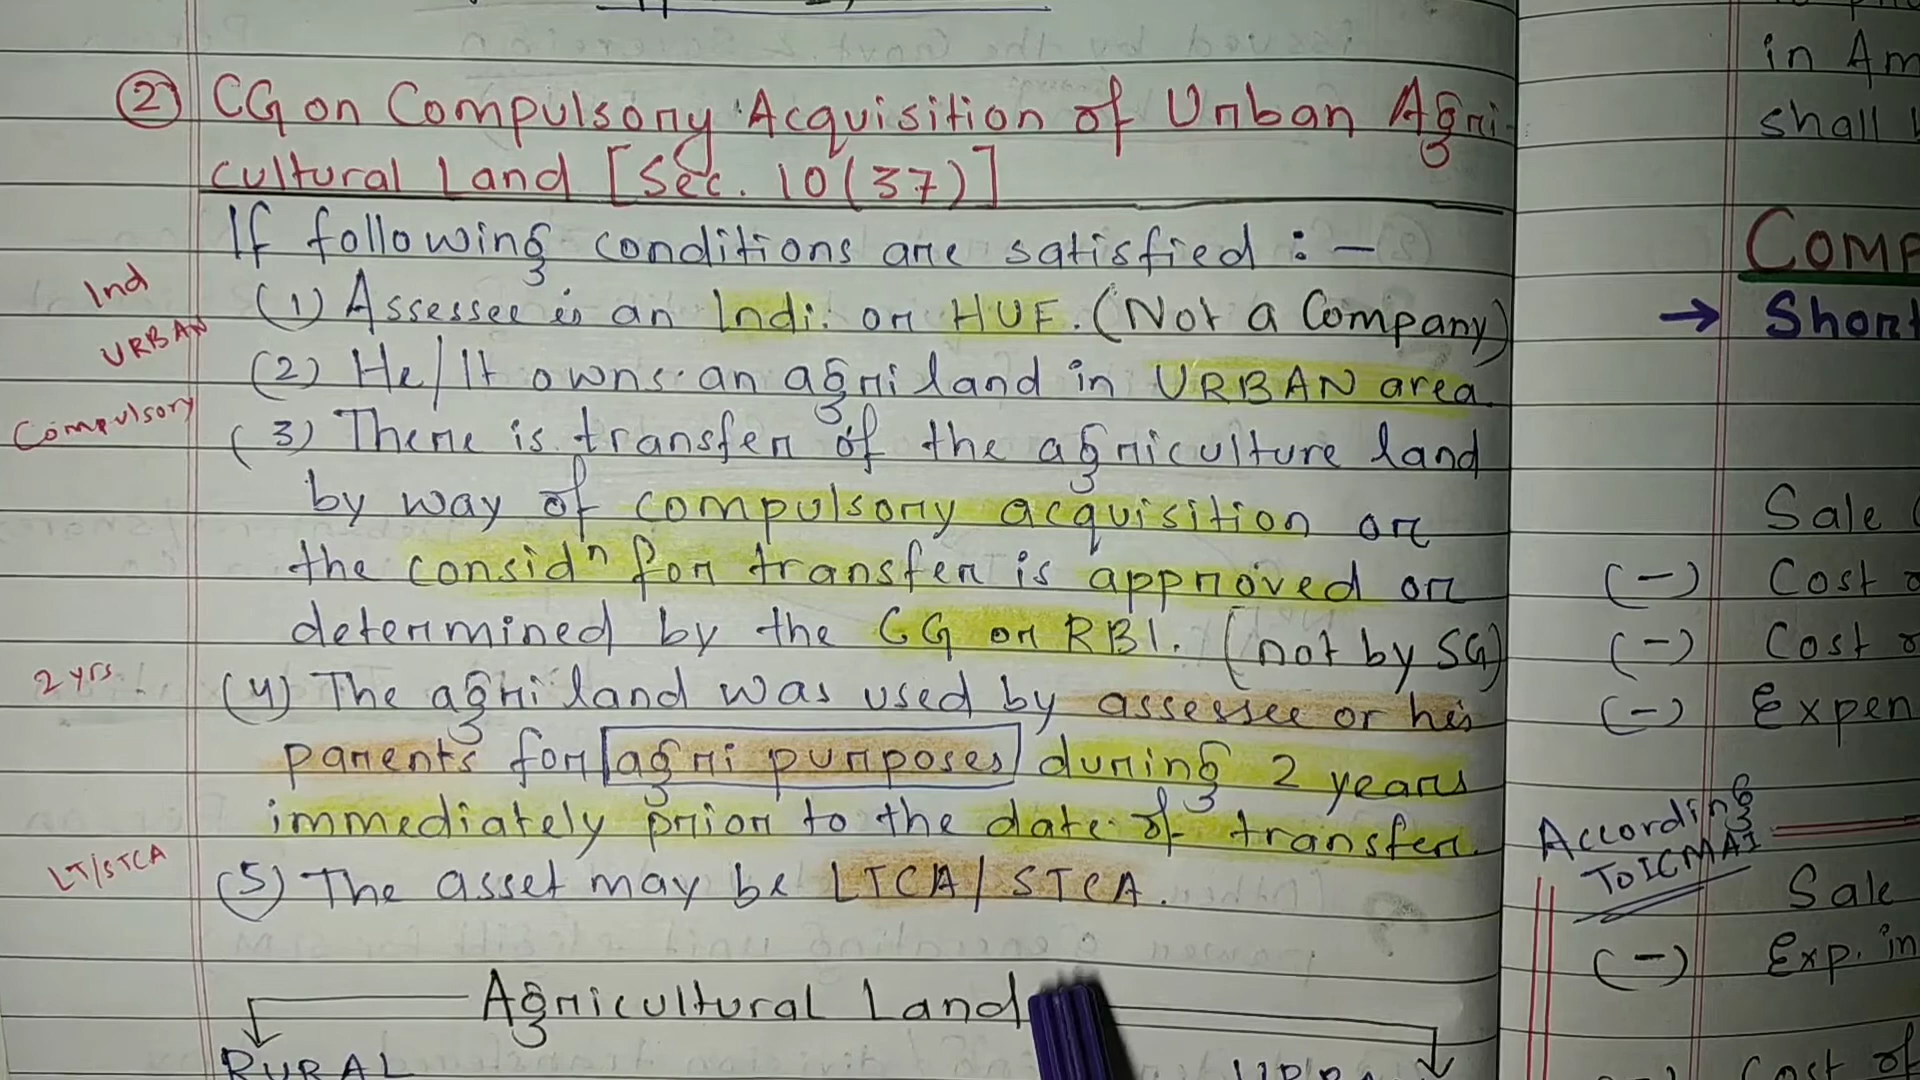 ② CG on Compulsory Acquisition of Urban Agri-
cultural Land [Sec. 10(37)]
If following conditions are satisfied : -
Ind
(1) Assessee is an Indi. or HUF. (Not a Company)
URBAN
(2) He/It owns an agri land in URBAN area.
Compulsory
(3) There is transfer of the agriculture land
by way of compulsory acquisition or
the considn for transfer is approved or
determined by the CG or RBI. (not by SG)
2 yrs
(4) The agri land was used by assessee or his
parents for agri purposes during 2 years
immediately prior to the date of transfer.
LT/STCA
(5) The asset may be LTCA/STCA.
Agricultural Land
RURAL
in Am
shall
Comp
→ Short
Sale
(-) Cost o
(-) Cost o
(-) Expen
According
To ICMAI
Sale
(-) Exp. in
Cost of